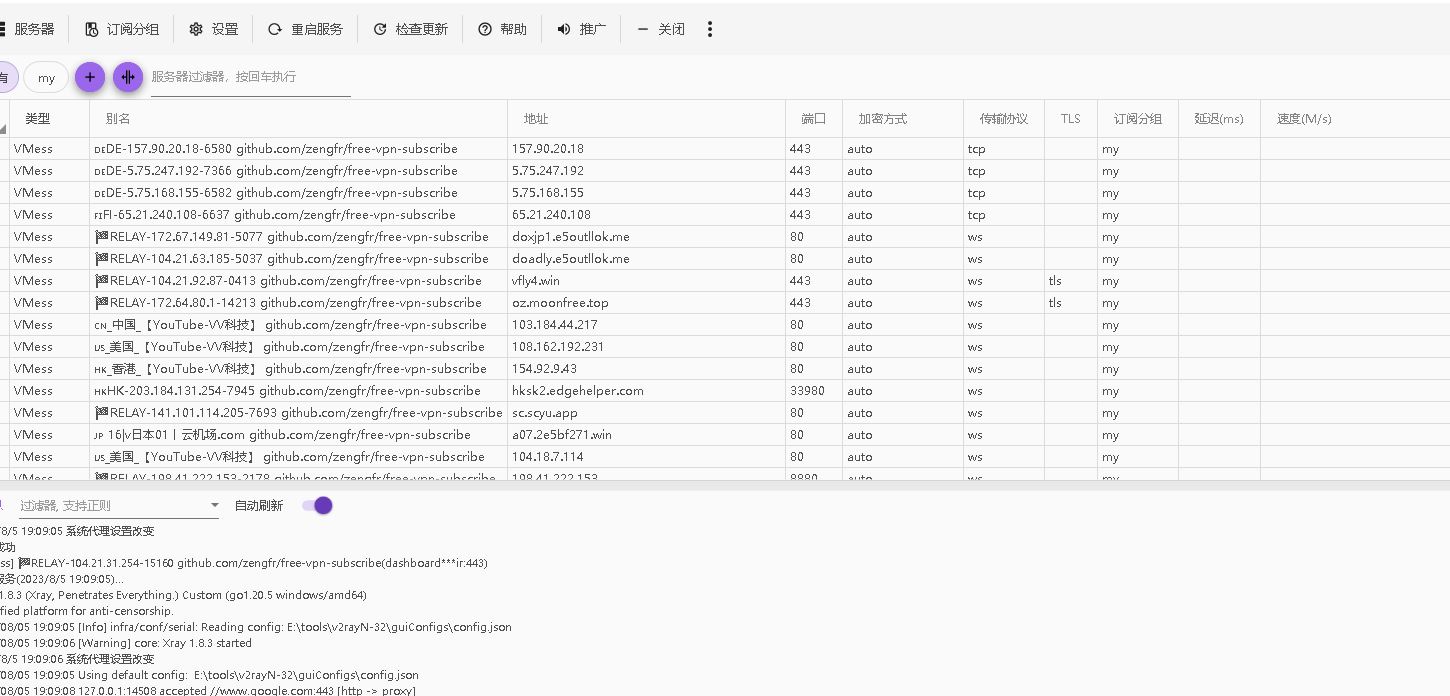 服务器 订阅分组 设置 重启服务 检查更新 帮助 推广 关闭
有 my 服务器过滤器，按回车执行
类型 别名 地址 端口 加密方式 传输协议 TLS 订阅分组 延迟(ms) 速度(M/s)
VMess DEDE-157.90.20.18-6580 github.com/zengfr/free-vpn-subscribe 157.90.20.18 443 auto tcp my
VMess DEDE-5.75.247.192-7366 github.com/zengfr/free-vpn-subscribe 5.75.247.192 443 auto tcp my
VMess DEDE-5.75.168.155-6582 github.com/zengfr/free-vpn-subscribe 5.75.168.155 443 auto tcp my
VMess FIFI-65.21.240.108-6637 github.com/zengfr/free-vpn-subscribe 65.21.240.108 443 auto tcp my
VMess 🏁RELAY-172.67.149.81-5077 github.com/zengfr/free-vpn-subscribe doxjp1.e5outllok.me 80 auto ws my
VMess 🏁RELAY-104.21.63.185-5037 github.com/zengfr/free-vpn-subscribe doadly.e5outllok.me 80 auto ws my
VMess 🏁RELAY-104.21.92.87-0413 github.com/zengfr/free-vpn-subscribe vfly4.win 443 auto ws tls my
VMess 🏁RELAY-172.64.80.1-14213 github.com/zengfr/free-vpn-subscribe oz.moonfree.top 443 auto ws tls my
VMess CN_中国_【YouTube-VV科技】 github.com/zengfr/free-vpn-subscribe 103.184.44.217 80 auto ws my
VMess US_美国_【YouTube-VV科技】 github.com/zengfr/free-vpn-subscribe 108.162.192.231 80 auto ws my
VMess HK_香港_【YouTube-VV科技】 github.com/zengfr/free-vpn-subscribe 154.92.9.43 80 auto ws my
VMess HKHK-203.184.131.254-7945 github.com/zengfr/free-vpn-subscribe hksk2.edgehelper.com 33980 auto ws my
VMess 🏁RELAY-141.101.114.205-7693 github.com/zengfr/free-vpn-subscribe sc.scyu.app 80 auto ws my
VMess JP 16|v日本01丨云机场.com github.com/zengfr/free-vpn-subscribe a07.2e5bf271.win 80 auto ws my
VMess US_美国_【YouTube-VV科技】 github.com/zengfr/free-vpn-subscribe 104.18.7.114 80 auto ws my
VMess 🏁RELAY-198.41.222.153-2178 github.com/zengfr/free-vpn-subscribe 198.41.222.153 8880 auto ws my
过滤器, 支持正则 自动刷新
/8/5 19:09:05 系统代理设置改变
成功
ss] 🏁RELAY-104.21.31.254-15160 github.com/zengfr/free-vpn-subscribe(dashboard***ir:443)
服务(2023/8/5 19:09:05)...
1.8.3 (Xray, Penetrates Everything.) Custom (go1.20.5 windows/amd64)
fied platform for anti-censorship.
/08/05 19:09:05 [Info] infra/conf/serial: Reading config: E:\tools\v2rayN-32\guiConfigs\config.json
/08/05 19:09:06 [Warning] core: Xray 1.8.3 started
/8/5 19:09:06 系统代理设置改变
/08/05 19:09:05 Using default config: E:\tools\v2rayN-32\guiConfigs\config.json
/08/05 19:09:08 127.0.0.1:14508 accepted //www.google.com:443 [http -> proxy]